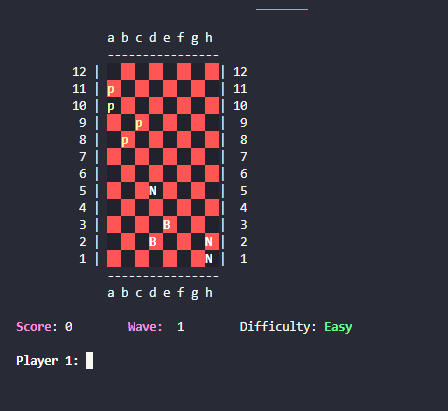 a b c d e f g h
----------------
12 | | 12
11 | p | 11
10 | p | 10
9 | p | 9
8 | p | 8
7 | | 7
6 | | 6
5 | N | 5
4 | | 4
3 | B | 3
2 | B N | 2
1 | N | 1
----------------
a b c d e f g h
Score: 0 Wave: 1 Difficulty: Easy
Player 1: